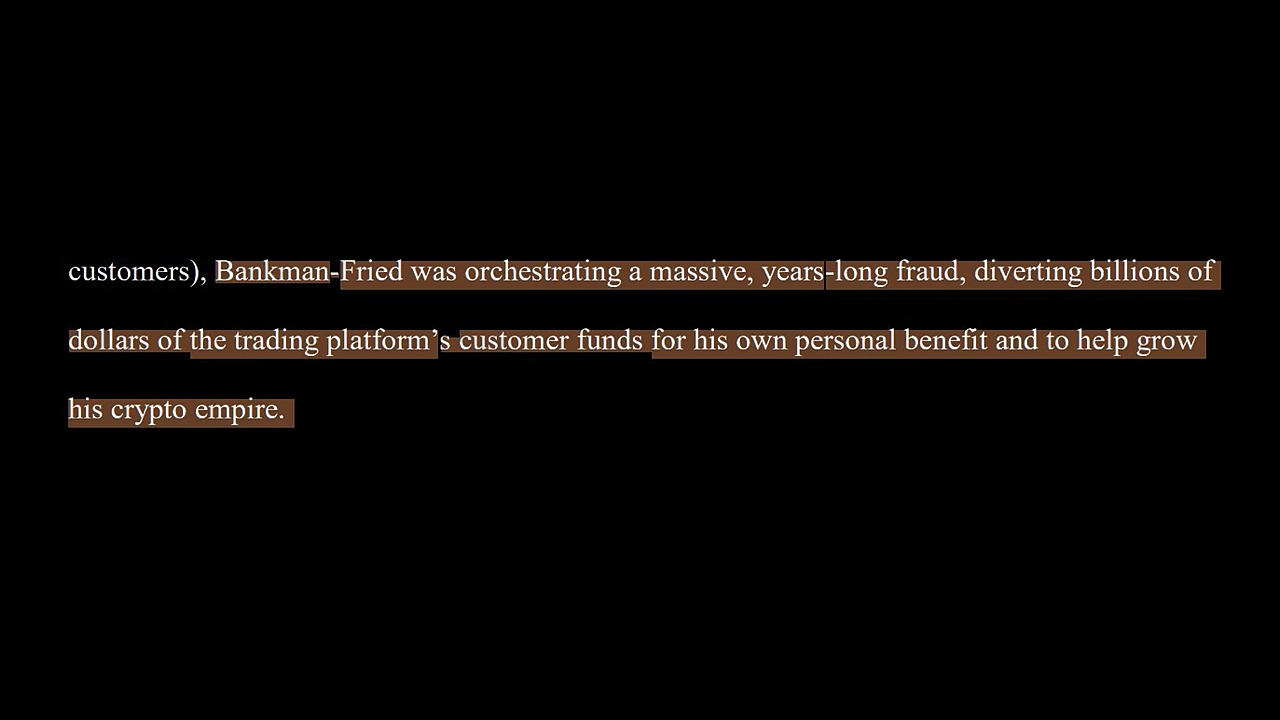 customers), Bankman-Fried was orchestrating a massive, years-long fraud, diverting billions of
dollars of the trading platform’s customer funds for his own personal benefit and to help grow
his crypto empire.